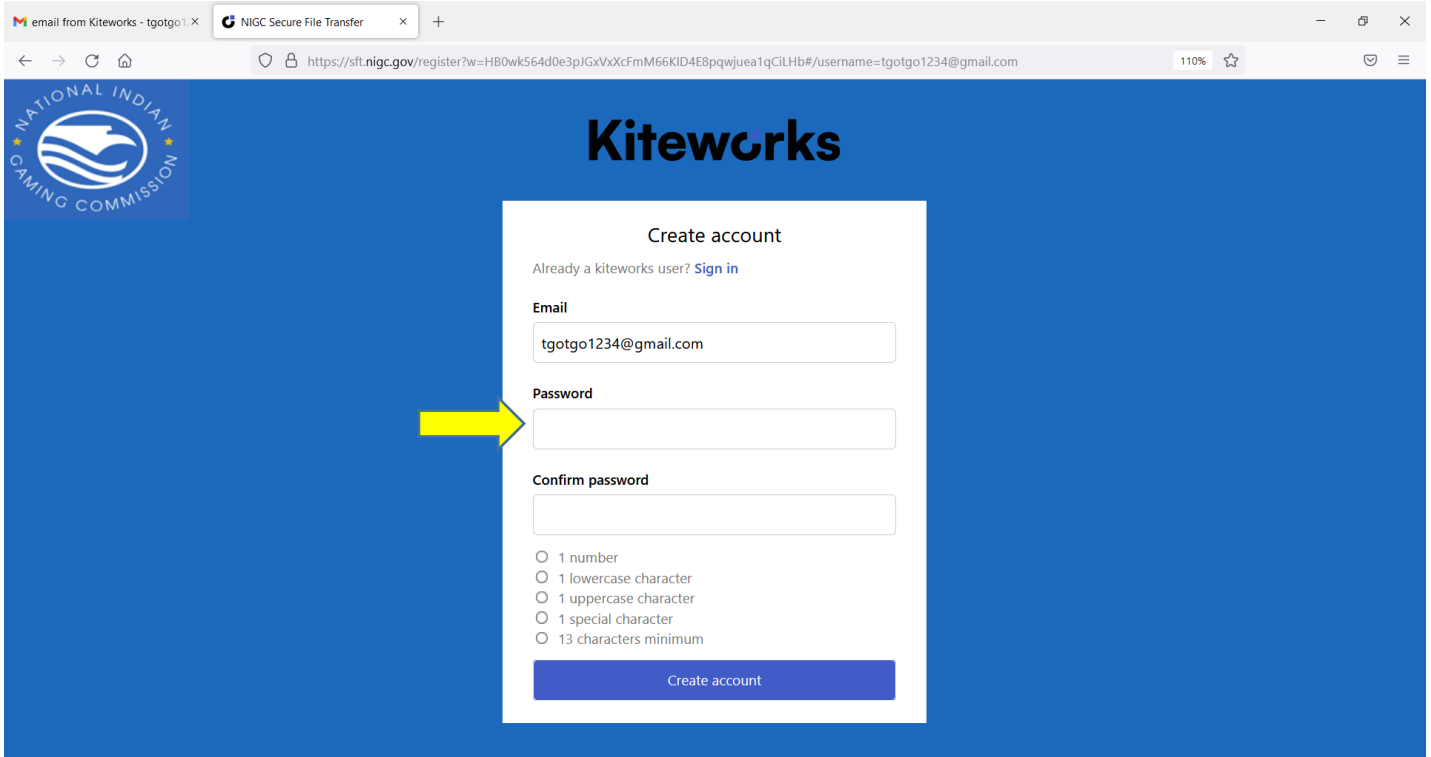 email from Kiteworks - tgotgo1
NIGC Secure File Transfer
https://sft.nigc.gov/register?w=HB0wk564d0e3pJGxVxXcFmM66KID4E8pqwjuea1qCiLHb#/username=tgotgo1234@gmail.com
110%
NATIONAL INDIAN
GAMING COMMISSION
Kiteworks
Create account
Already a kiteworks user? Sign in
Email
tgotgo1234@gmail.com
Password
Confirm password
1 number
1 lowercase character
1 uppercase character
1 special character
13 characters minimum
Create account